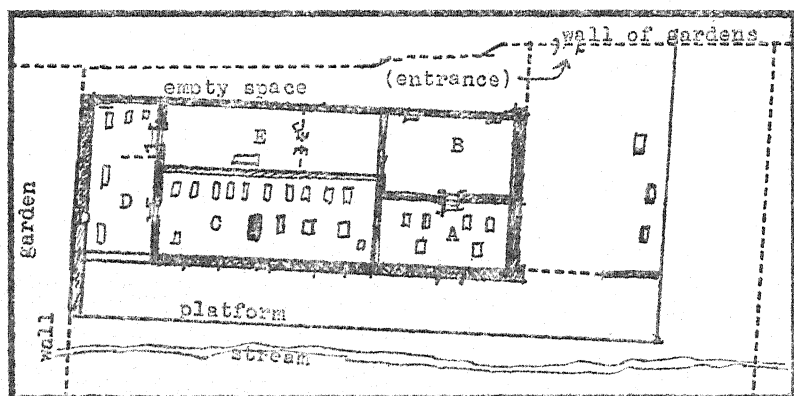 wall of gardens
(entrance)
empty space
E
B
D
C
A
garden
wall
platform
stream